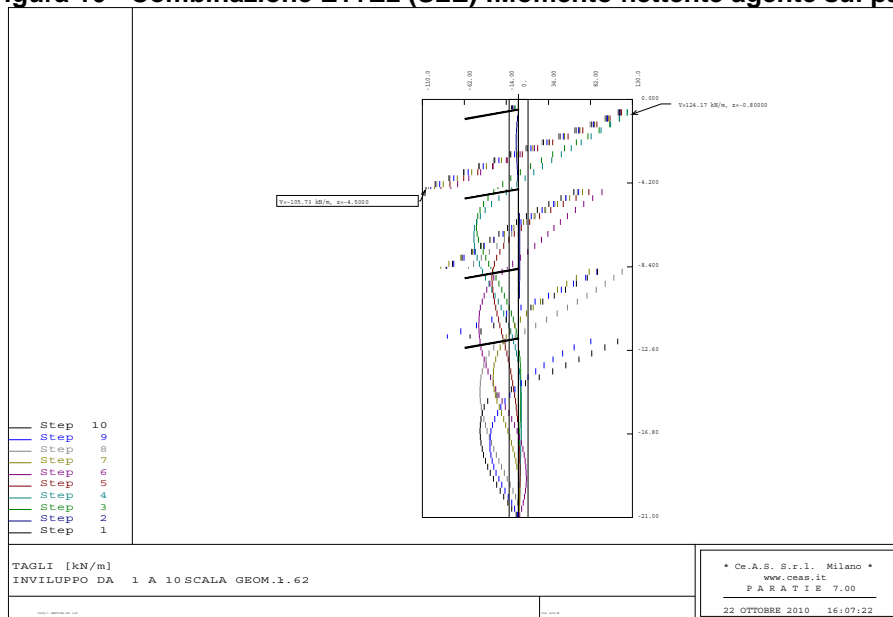 gura 10 - Combinazione E1+E2 (SLE) :Momento flettente agente sul pa
-110.0 -62.00 -14.00 0. 34.00 82.00 130.0
0.000
V=124.17 kN/m, z=-0.80000
-4.200
V=-105.73 kN/m, z=-4.5000
-8.400
-12.60
-16.80
-21.00
Step 10
Step 9
Step 8
Step 7
Step 6
Step 5
Step 4
Step 3
Step 2
Step 1
TAGLI [kN/m]
INVILUPPO DA 1 A 10 SCALA GEOM.1.62
* Ce.A.S. S.r.l. Milano *
www.ceas.it
P A R A T I E 7.00
22 OTTOBRE 2010 16:07:22